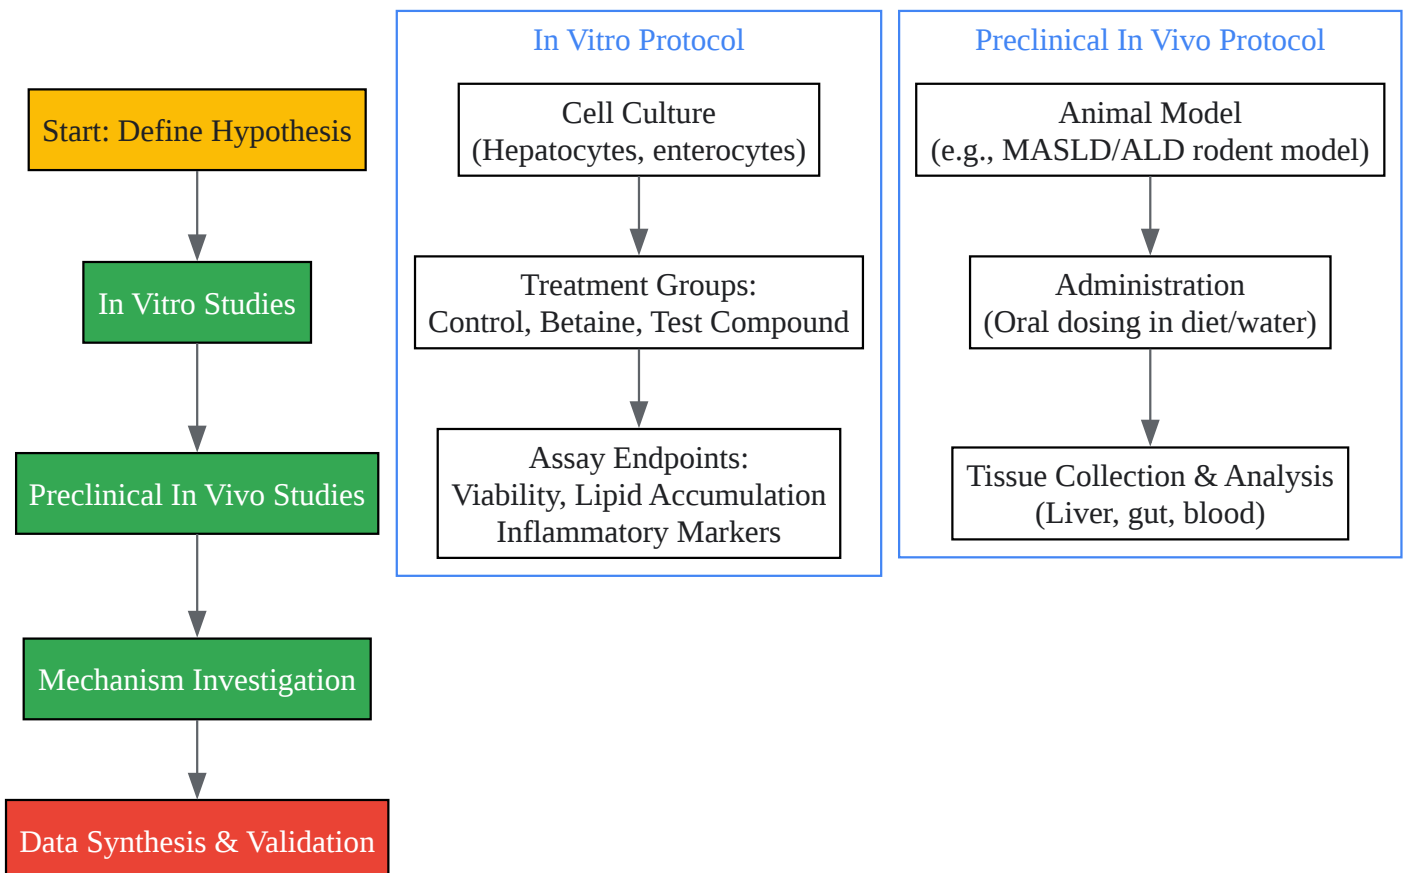 Start: Define Hypothesis
In Vitro Studies
Preclinical In Vivo Studies
Mechanism Investigation
Data Synthesis & Validation
In Vitro Protocol
Cell Culture
(Hepatocytes, enterocytes)
Treatment Groups:
Control, Betaine, Test Compound
Assay Endpoints:
Viability, Lipid Accumulation
Inflammatory Markers
Preclinical In Vivo Protocol
Animal Model
(e.g., MASLD/ALD rodent model)
Administration
(Oral dosing in diet/water)
Tissue Collection & Analysis
(Liver, gut, blood)